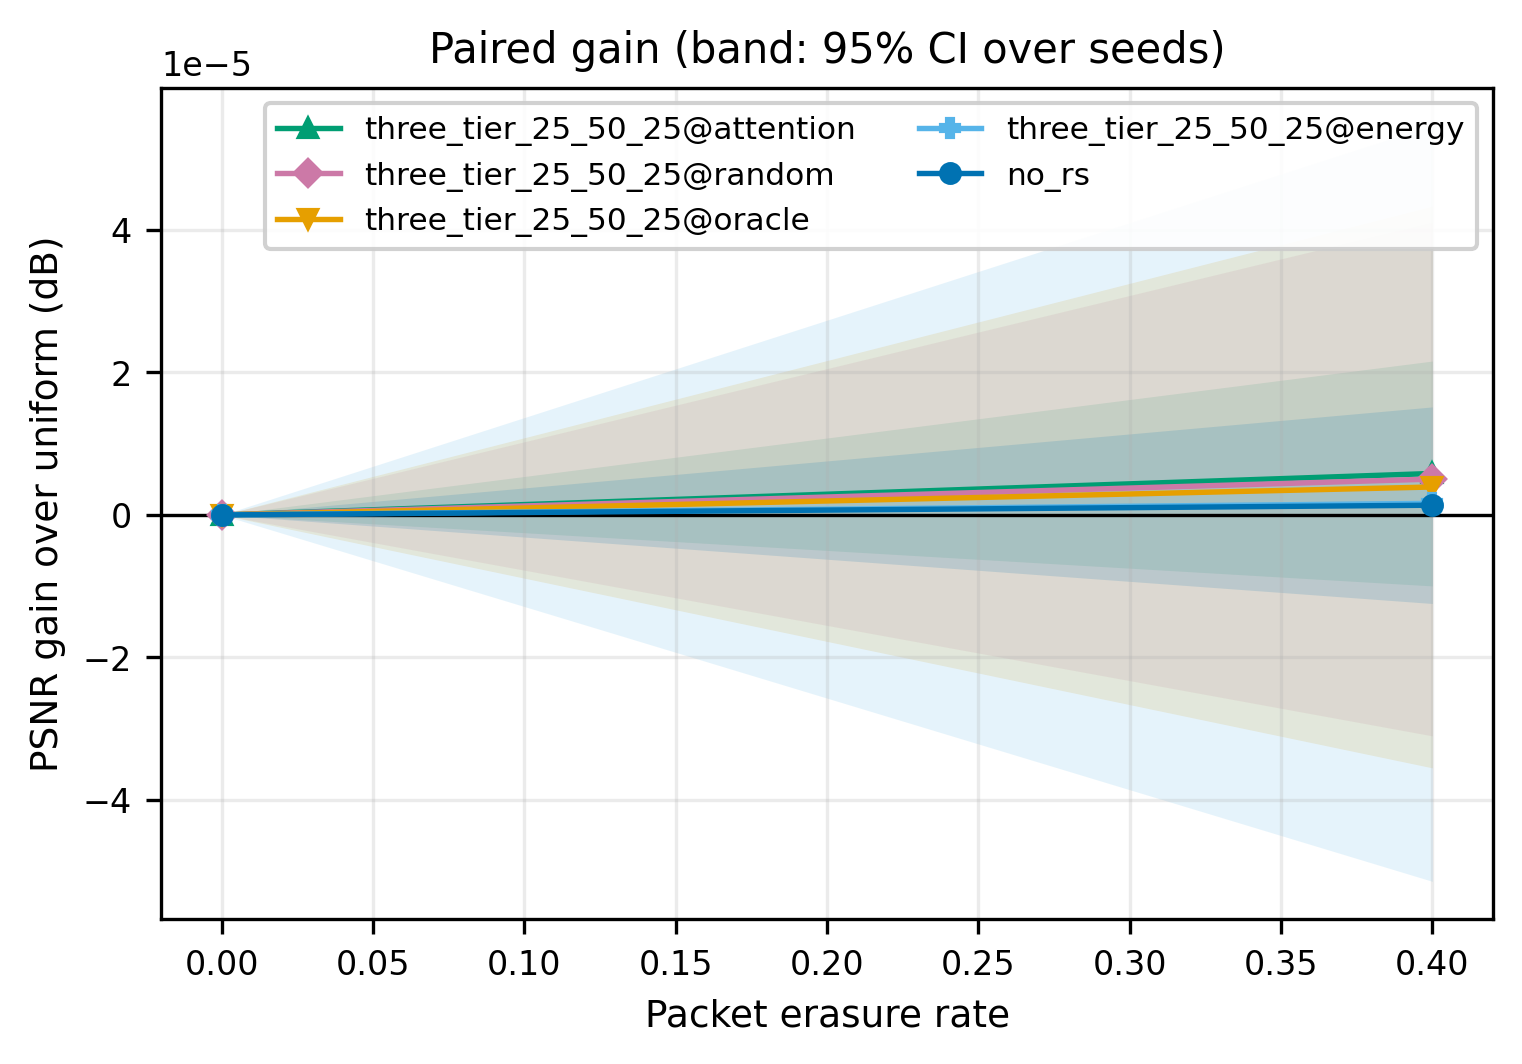 Paired gain (band: 95% CI over seeds)
1e−5
three_tier_25_50_25@attention
three_tier_25_50_25@random
three_tier_25_50_25@oracle
three_tier_25_50_25@energy
no_rs
PSNR gain over uniform (dB)
4
2
0
−2
−4
0.00 0.05 0.10 0.15 0.20 0.25 0.30 0.35 0.40
Packet erasure rate